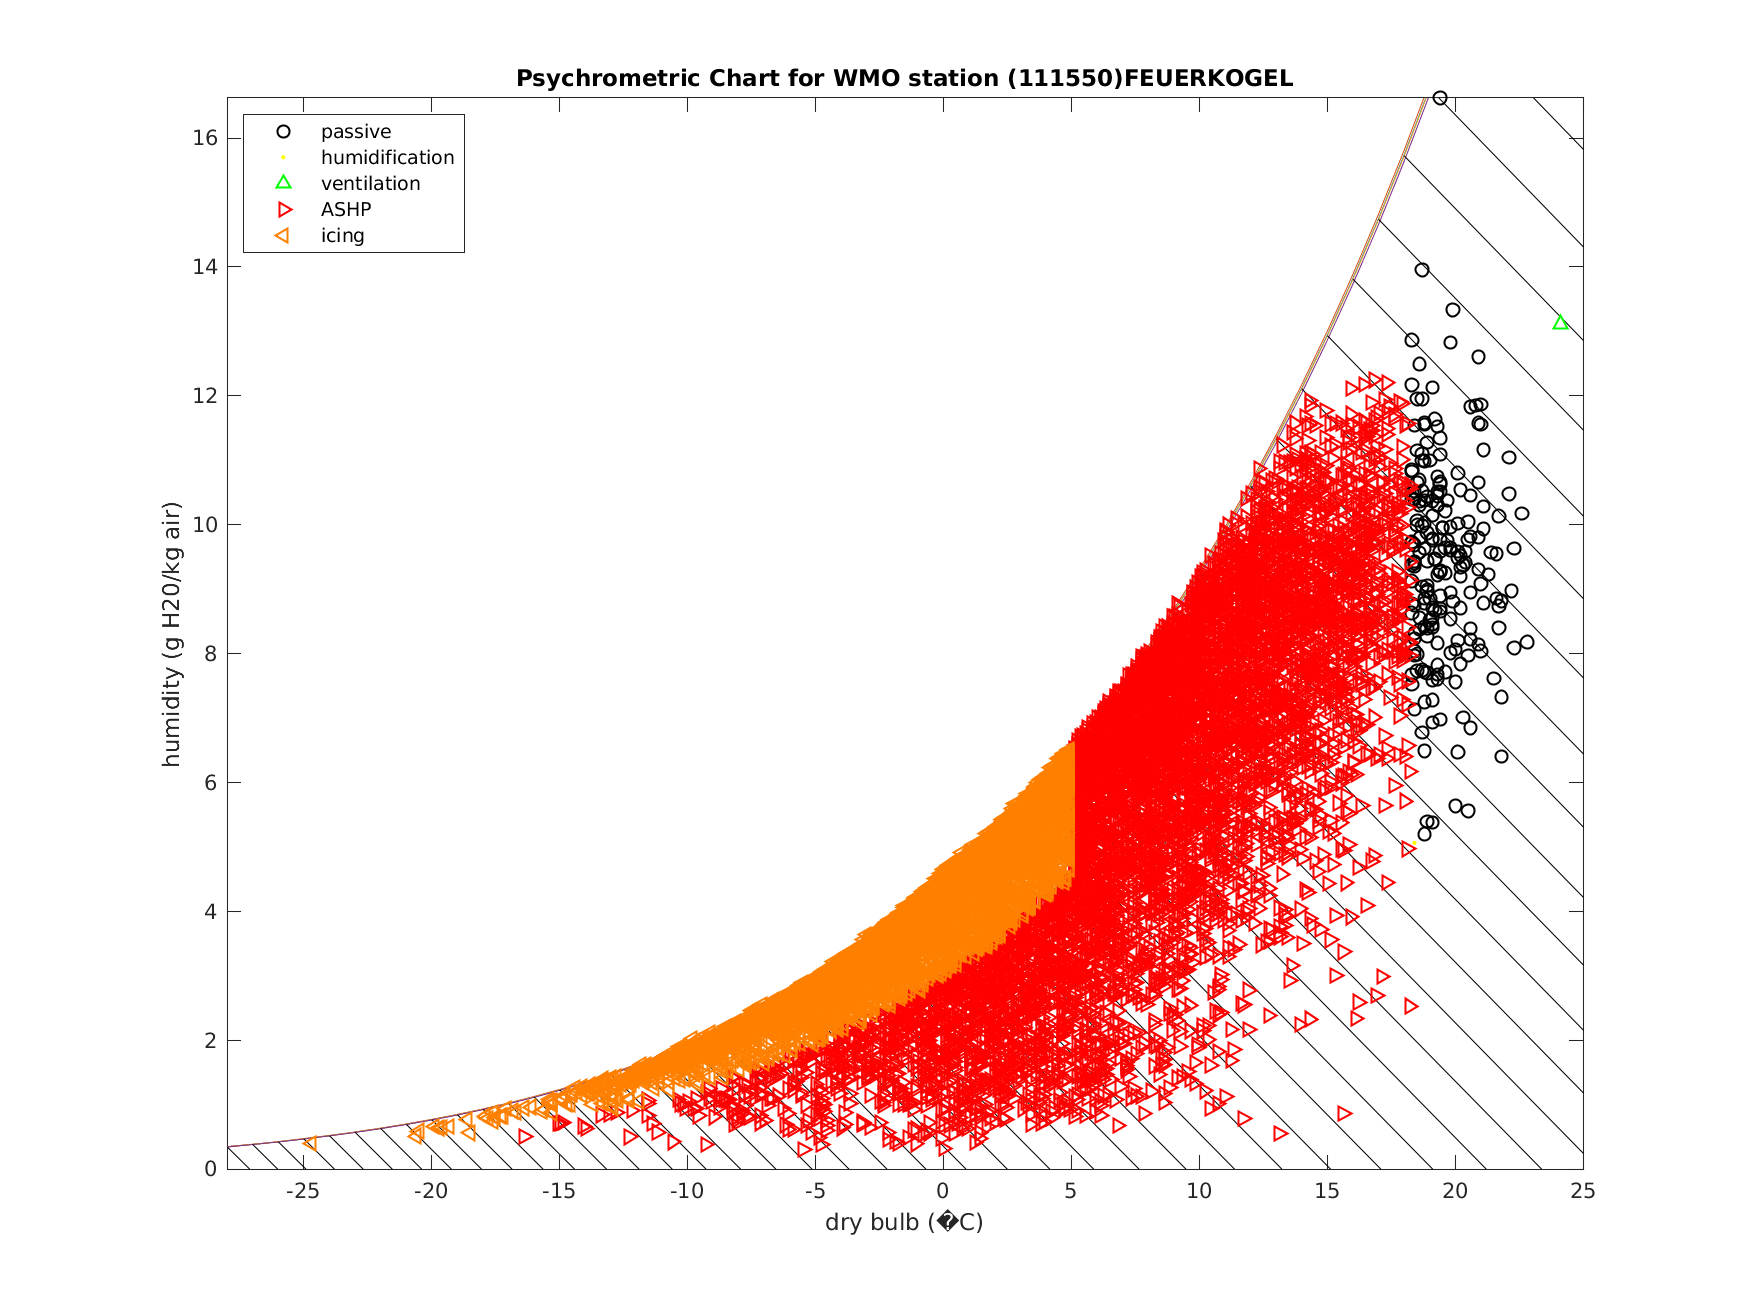 Psychrometric Chart for WMO station (111550)FEUERKOGEL
passive
humidification
ventilation
ASHP
icing
16
14
12
10
8
6
4
2
0
humidity (g H20/kg air)
-25 -20 -15 -10 -5 0 5 10 15 20 25
dry bulb (�C)